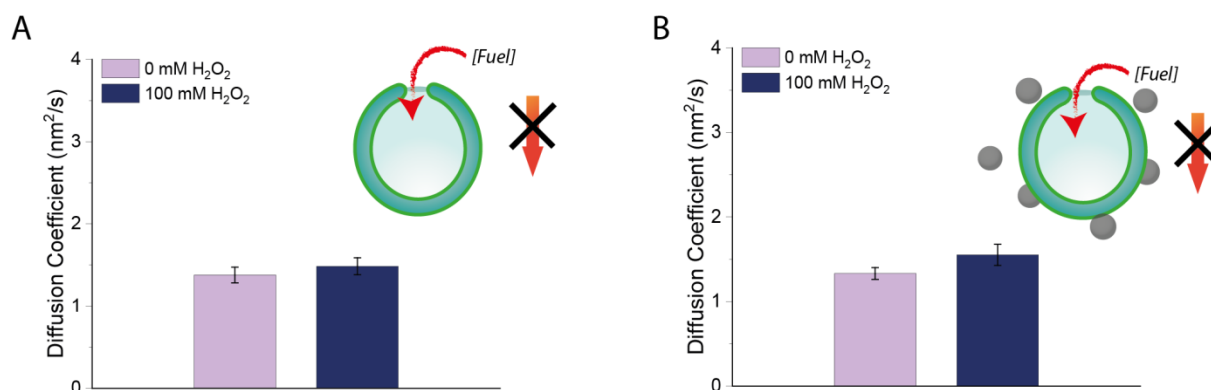 A
Diffusion Coefficient (nm²/s)
4
3
2
1
0
0 mM H₂O₂
100 mM H₂O₂
[Fuel]
B
Diffusion Coefficient (nm²/s)
4
3
2
1
0
0 mM H₂O₂
100 mM H₂O₂
[Fuel]